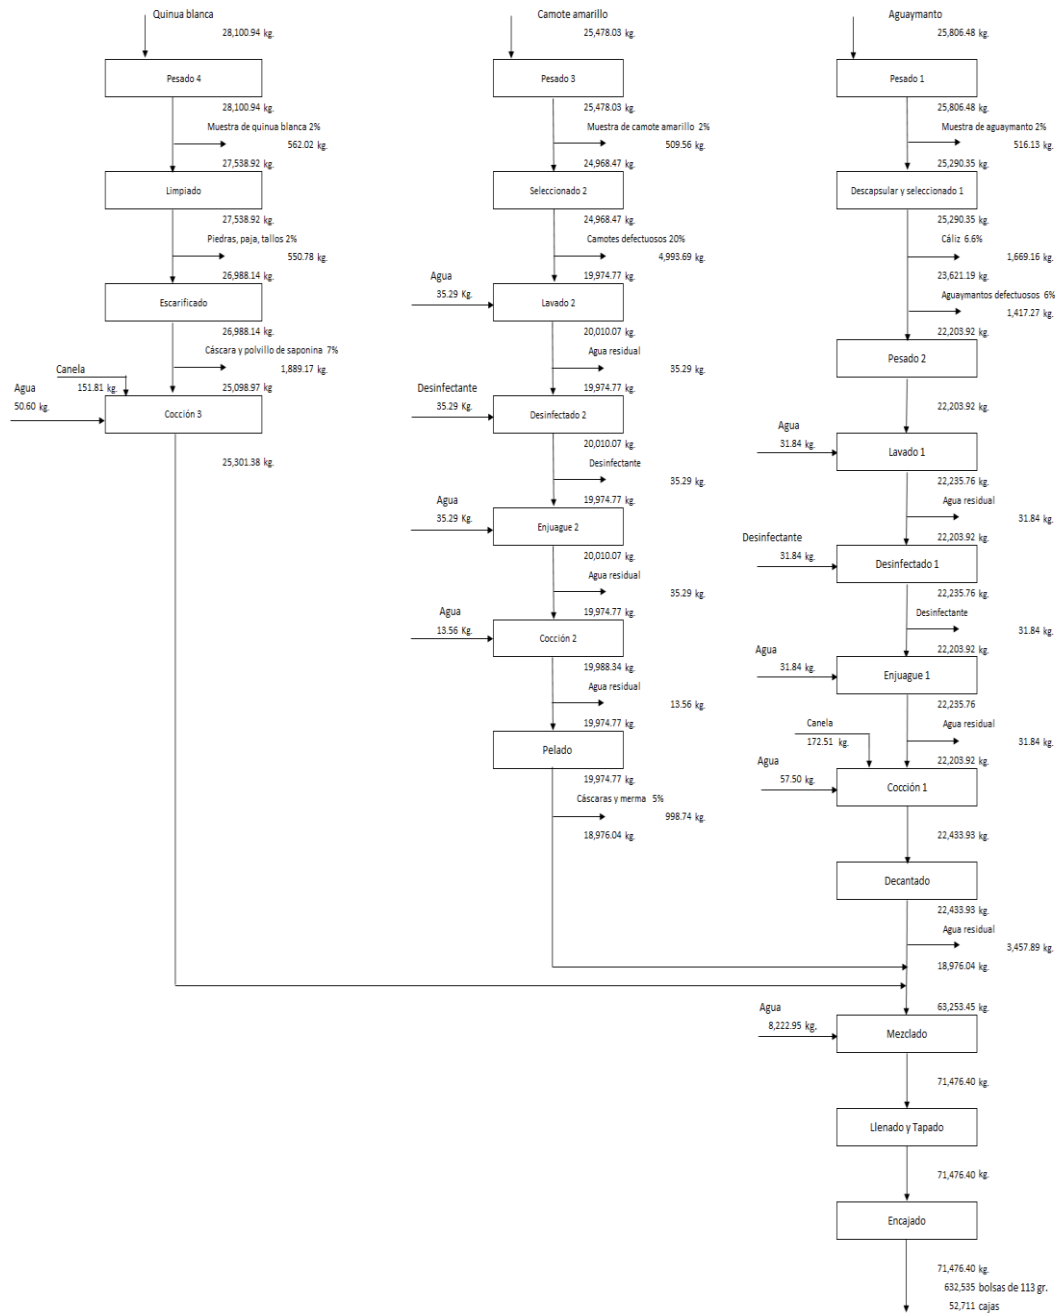 Quinua blanca
28,100.94 kg.
Pesado 4
28,100.94 kg.
Muestra de quinua blanca 2%
562.02 kg.
27,538.92 kg.
Limpiado
27,538.92 kg.
Piedras, paja, tallos 2%
550.78 kg.
26,988.14 kg.
Escarificado
26,988.14 kg.
Cáscara y polvillo de saponina 7%
1,889.17 kg.
Canela
151.81 kg.
25,098.97 kg
Agua
50.60 kg.
Cocción 3
25,301.38 kg.
Camote amarillo
25,478.03 kg.
Pesado 3
25,478.03 kg.
Muestra de camote amarillo 2%
509.56 kg.
24,968.47 kg.
Seleccionado 2
24,968.47 kg.
Camotes defectuosos 20%
4,993.69 kg.
19,974.77 kg.
Agua
35.29 Kg.
Lavado 2
20,010.07 kg.
Agua residual
35.29 kg.
19,974.77 kg.
Desinfectante
35.29 Kg.
Desinfectado 2
20,010.07 kg.
Desinfectante
35.29 kg.
19,974.77 kg.
Agua
35.29 Kg.
Enjuague 2
20,010.07 kg.
Agua residual
35.29 kg.
19,974.77 kg.
Agua
13.56 Kg.
Cocción 2
19,988.34 kg.
Agua residual
13.56 kg.
19,974.77 kg.
Pelado
19,974.77 kg.
Cáscaras y merma 5%
998.74 kg.
18,976.04 kg.
Aguaymanto
25,806.48 kg.
Pesado 1
25,806.48 kg.
Muestra de aguaymanto 2%
516.13 kg.
25,290.35 kg.
Descapsular y seleccionado 1
25,290.35 kg.
Cáliz 6.6%
1,669.16 kg.
23,621.19 kg.
Aguaymantos defectuosos 6%
1,417.27 kg.
22,203.92 kg.
Pesado 2
22,203.92 kg.
Agua
31.84 kg.
Lavado 1
22,235.76 kg.
Agua residual
31.84 kg.
22,203.92 kg.
Desinfectante
31.84 kg.
Desinfectado 1
22,235.76 kg.
Desinfectante
31.84 kg.
22,203.92 kg.
Agua
31.84 kg.
Enjuague 1
22,235.76
Agua residual
31.84 kg.
22,203.92 kg.
Canela
172.51 kg.
Agua
57.50 kg.
Cocción 1
22,433.93 kg.
Decantado
22,433.93 kg.
Agua residual
3,457.89 kg.
18,976.04 kg.
63,253.45 kg.
Agua
8,222.95 kg.
Mezclado
71,476.40 kg.
Llenado y Tapado
71,476.40 kg.
Encajado
71,476.40 kg.
632,535 bolsas de 113 gr.
52,711 cajas